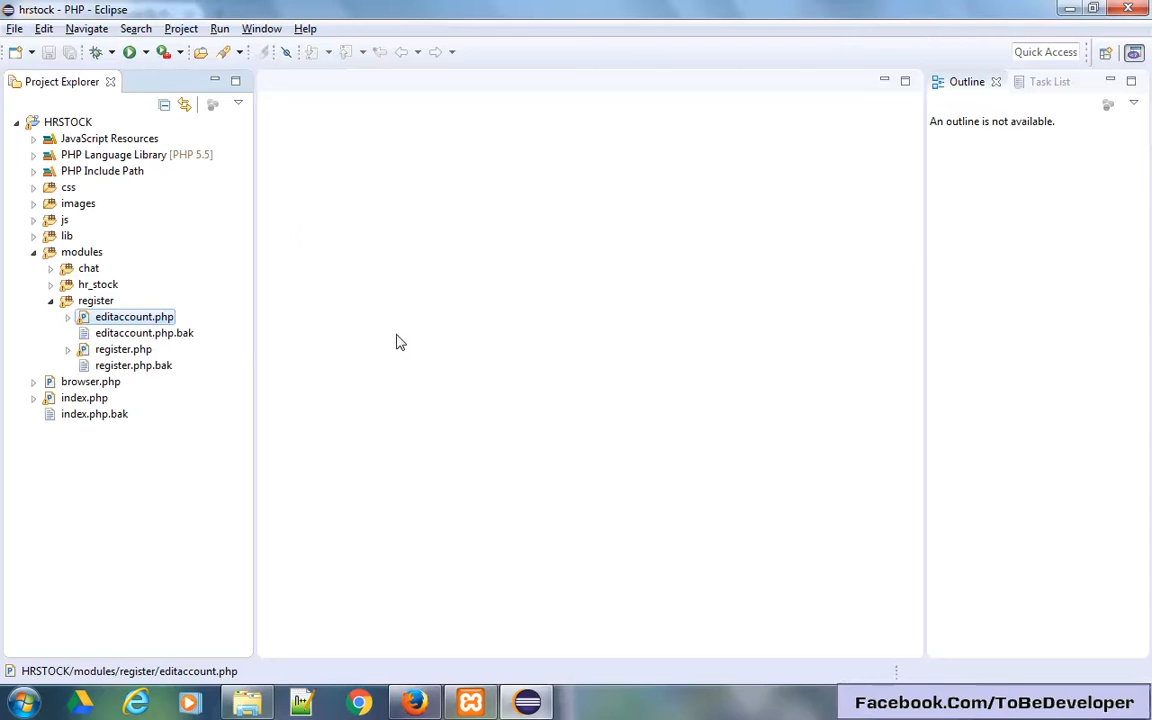 hrstock - PHP - Eclipse
File Edit Navigate Search Project Run Window Help
Quick Access
Project Explorer
Outline Task List
An outline is not available.
HRSTOCK
JavaScript Resources
PHP Language Library [PHP 5.5]
PHP Include Path
css
images
js
lib
modules
chat
hr_stock
register
editaccount.php
editaccount.php.bak
register.php
register.php.bak
browser.php
index.php
index.php.bak
HRSTOCK/modules/register/editaccount.php
Facebook.Com/ToBeDeveloper